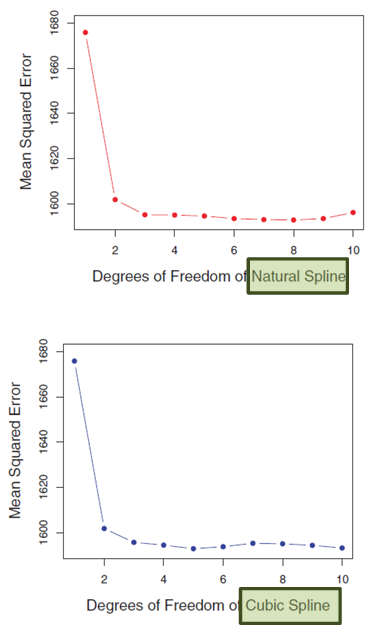 Mean Squared Error
1680
1660
1640
1620
1600
2 4 6 8 10
Degrees of Freedom of Natural Spline
Mean Squared Error
1680
1660
1640
1620
1600
2 4 6 8 10
Degrees of Freedom of Cubic Spline